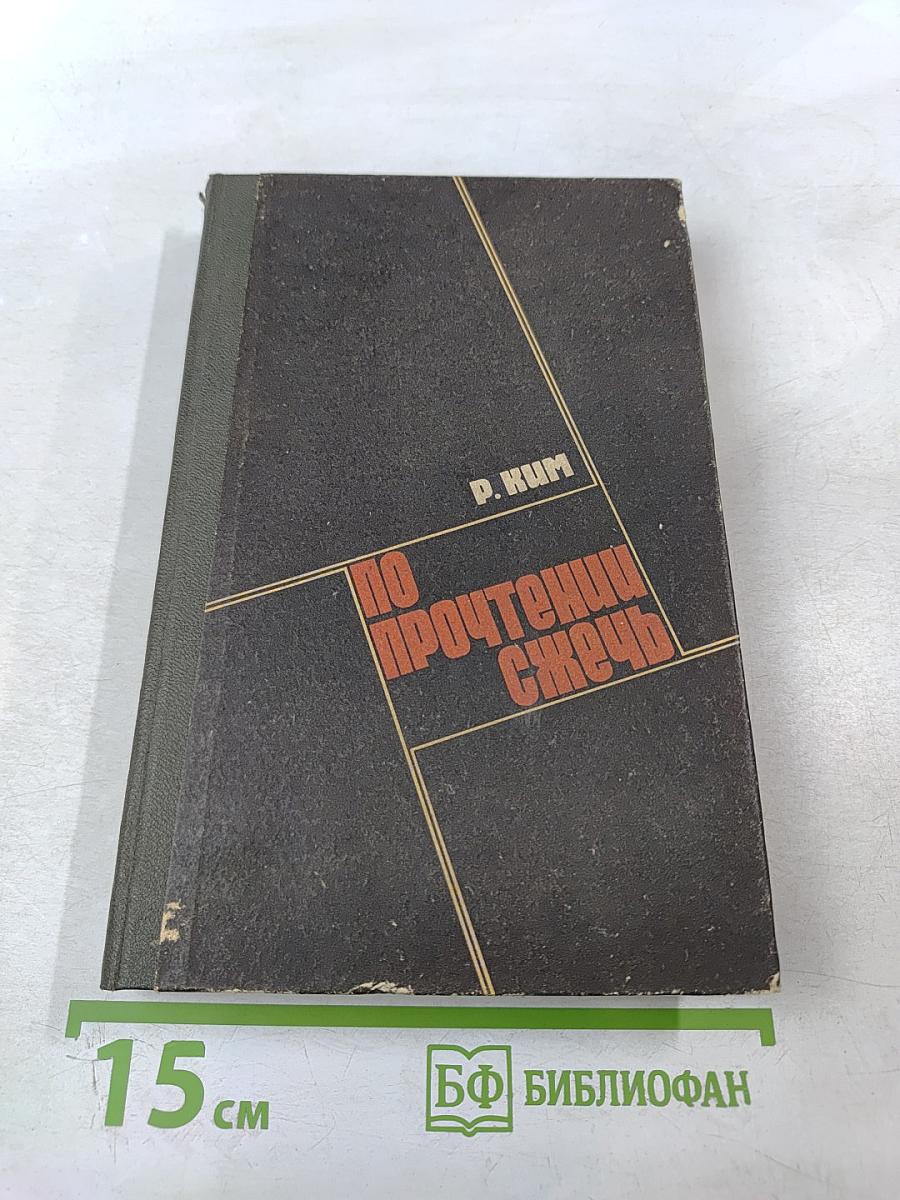 Р. КИМ
ПО
ПРОЧТЕНИИ
СЖЕЧЬ
Е
15 см
БФ БИБЛИОФАН